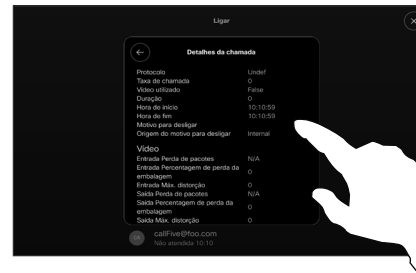 Ligar
Detalhes da chamada
Protocolo Undef
Taxa de chamada 0
Vídeo utilizado False
Duração 0
Hora de início 10:10:59
Hora de fim 10:10:59
Motivo para desligar
Origem do motivo para desligar Internal
Vídeo
Entrada Perda de pacotes N/A
Entrada Percentagem de perda da
embalagem 0
Entrada Máx. distorção 0
Saída Perda de pacotes N/A
Saída Percentagem de perda da
embalagem 0
Saída Máx. distorção 0
callFive@foo.com
Não atendida 10:10